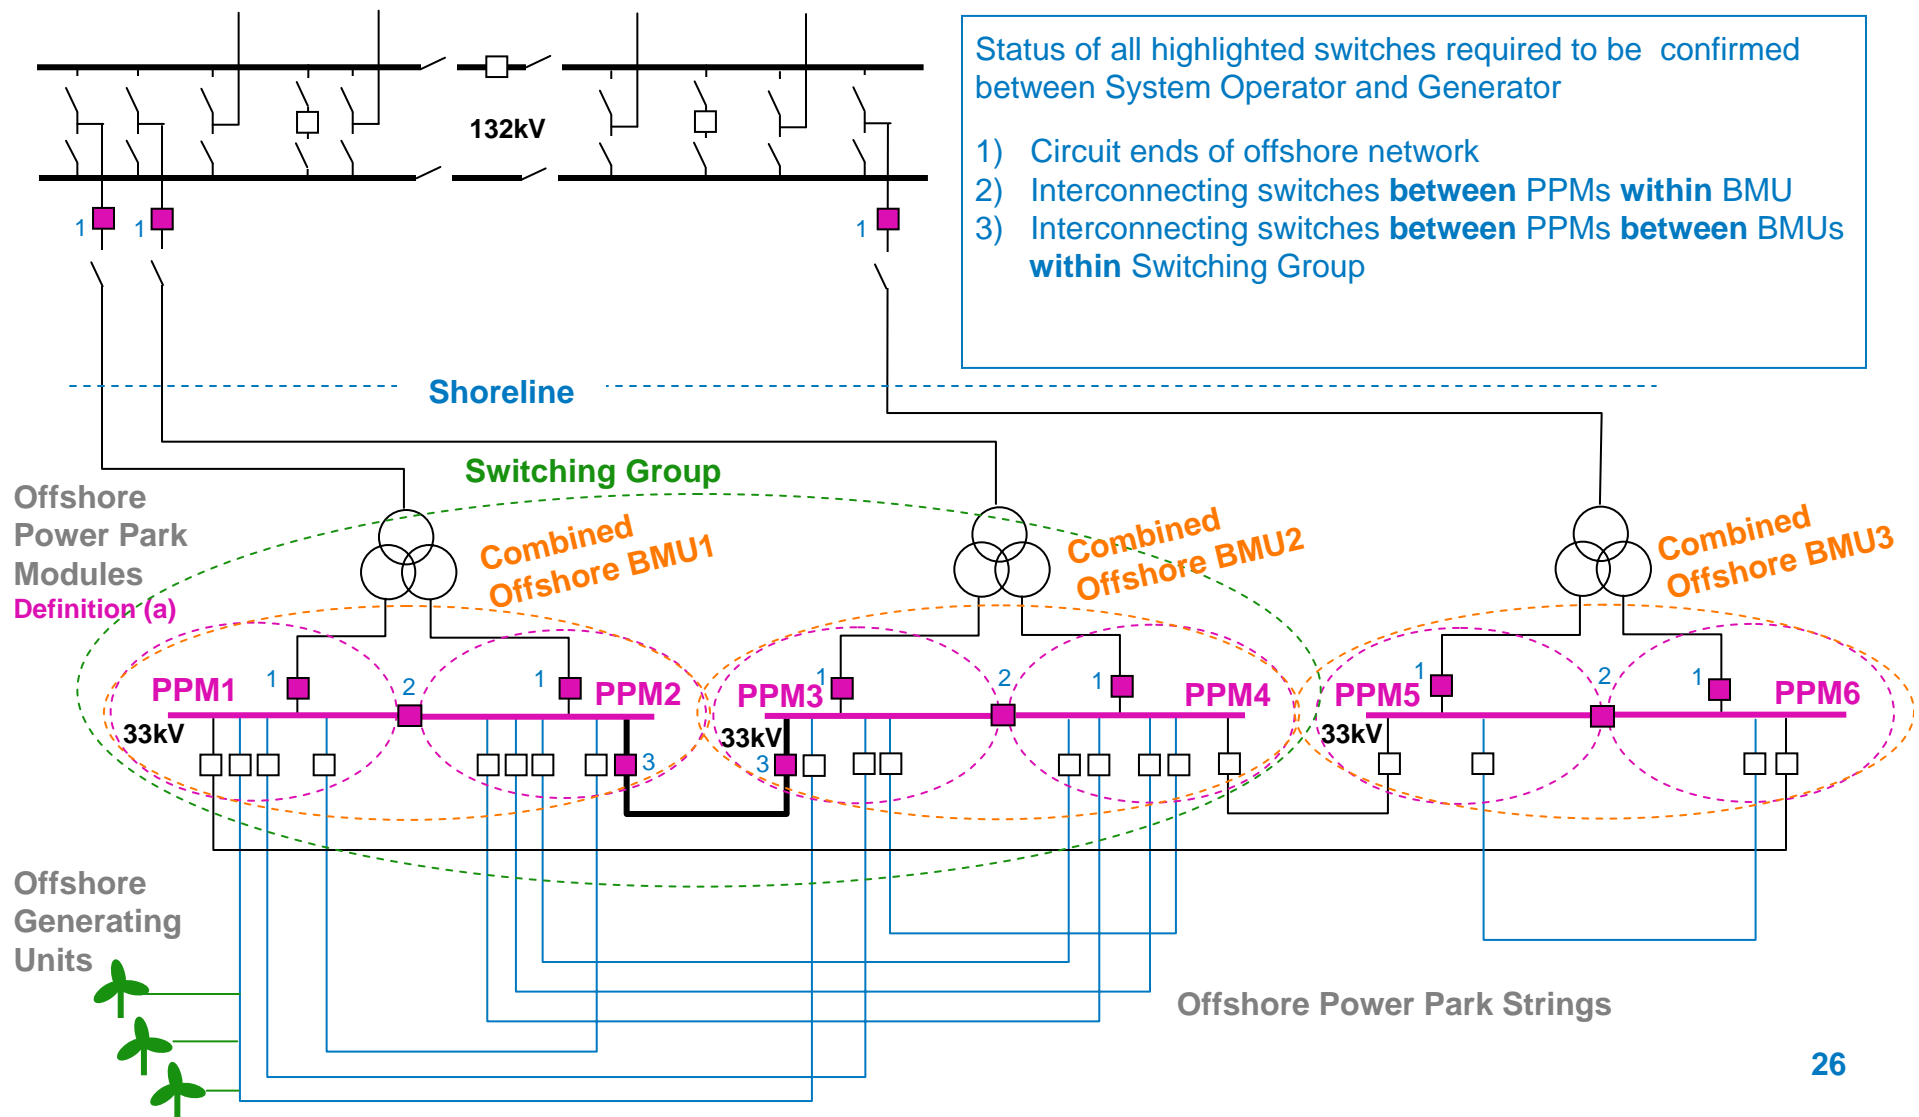 Status of all highlighted switches required to be confirmed
between System Operator and Generator
1) Circuit ends of offshore network
2) Interconnecting switches between PPMs within BMU
3) Interconnecting switches between PPMs between BMUs
within Switching Group
132kV
1
1
1
Shoreline
Switching Group
Offshore
Power Park
Modules
Definition (a)
Combined
Offshore BMU1
Combined
Offshore BMU2
Combined
Offshore BMU3
PPM1
1
2
1
PPM2
PPM3
1
2
1
PPM4
PPM5
1
2
1
PPM6
33kV
3
33kV
3
33kV
Offshore
Generating
Units
Offshore Power Park Strings
26